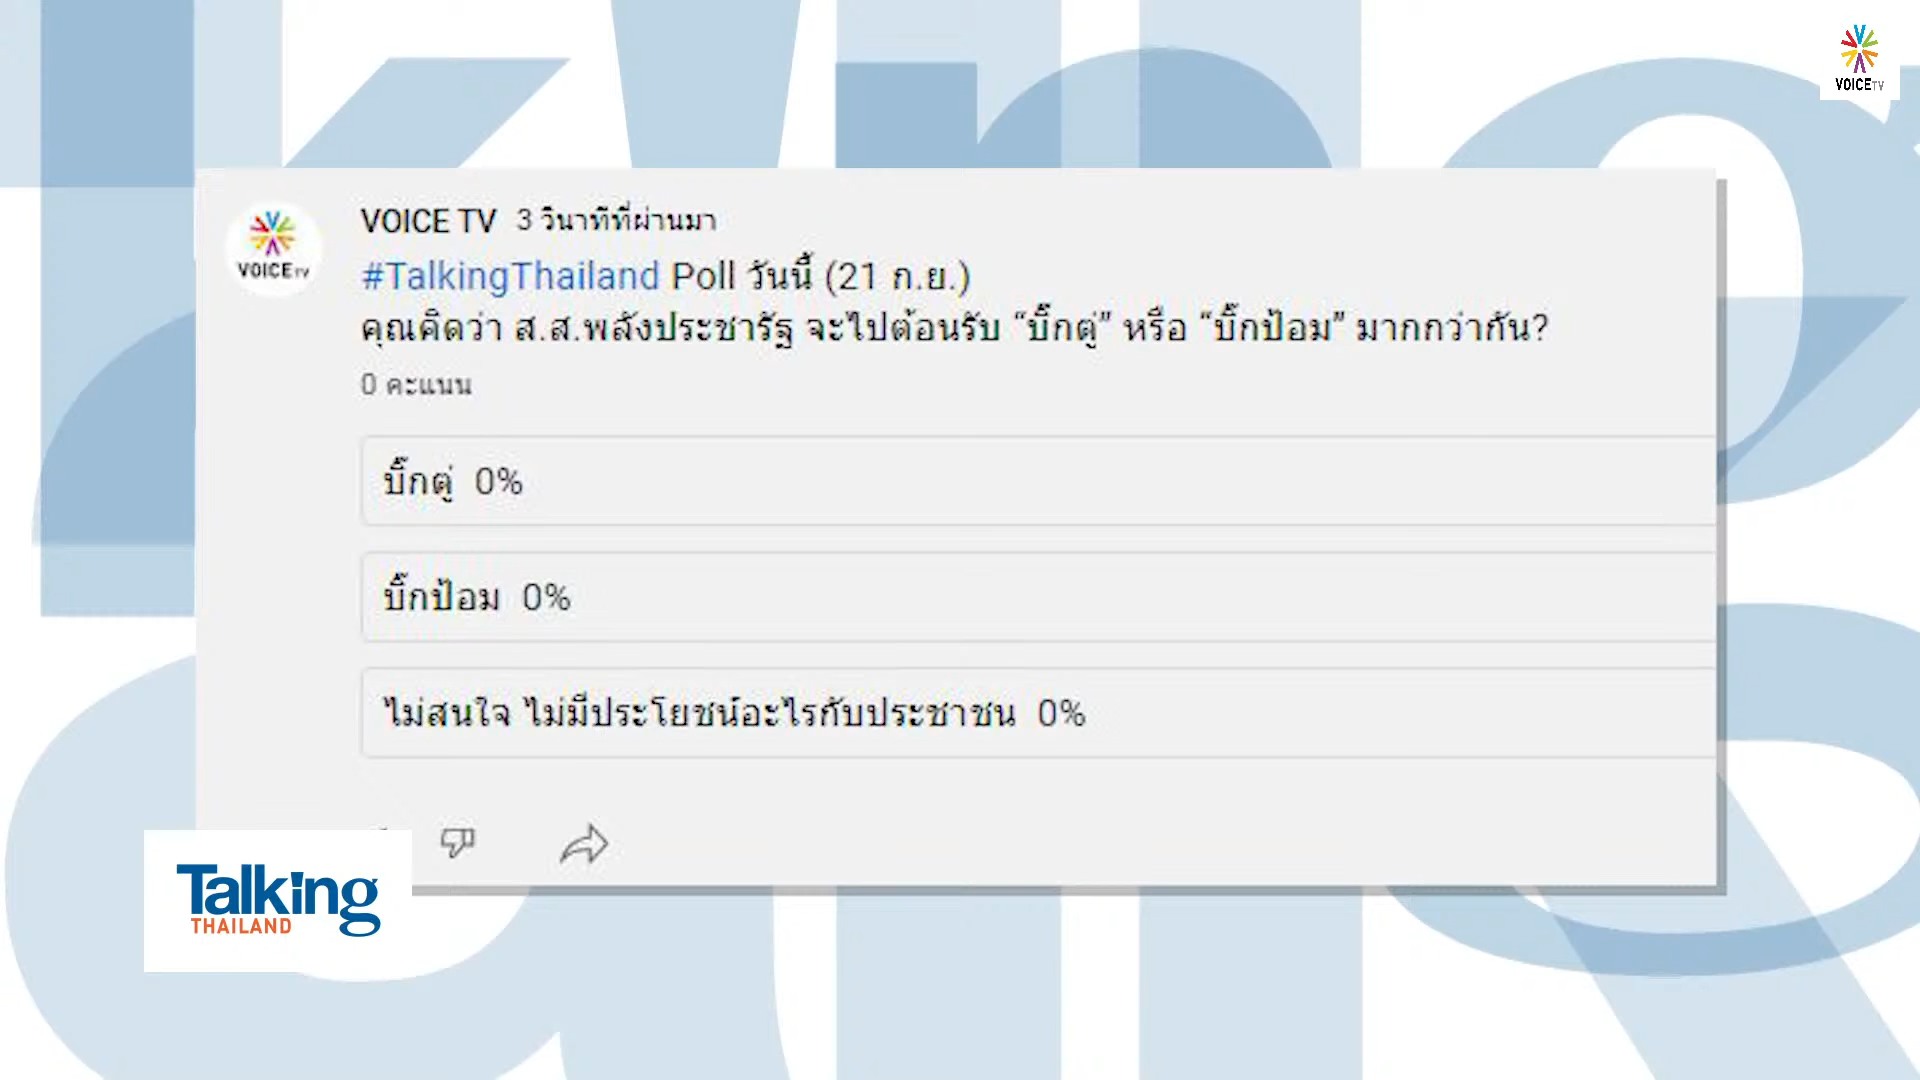 VOICE TV
VOICE TV 3 วินาทีที่ผ่านมา
VOICE TV
#TalkingThailand Poll วันนี้ (21 ก.ย.)
คุณคิดว่า ส.ส.พลังประชารัฐ จะไปต้อนรับ “บิ๊กตู่” หรือ “บิ๊กป้อม” มากกว่ากัน?
0 คะแนน
บิ๊กตู่ 0%
บิ๊กป้อม 0%
ไม่สนใจ ไม่มีประโยชน์อะไรกับประชาชน 0%
Talking
THAILAND